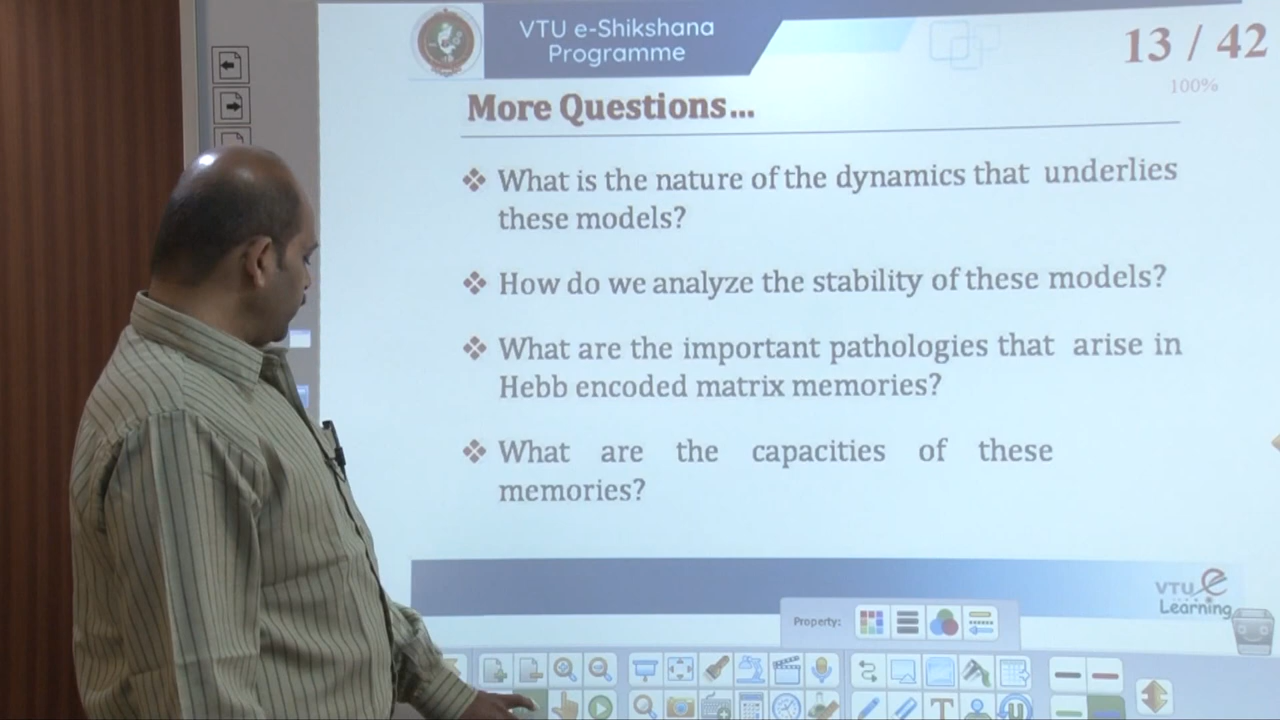 VTU e-Shikshana
Programme
13 / 42
100%
More Questions...
❖ What is the nature of the dynamics that underlies
these models?
❖ How do we analyze the stability of these models?
❖ What are the important pathologies that arise in
Hebb encoded matrix memories?
❖ What are the capacities of these
memories?
VTU e
Learning
Property: